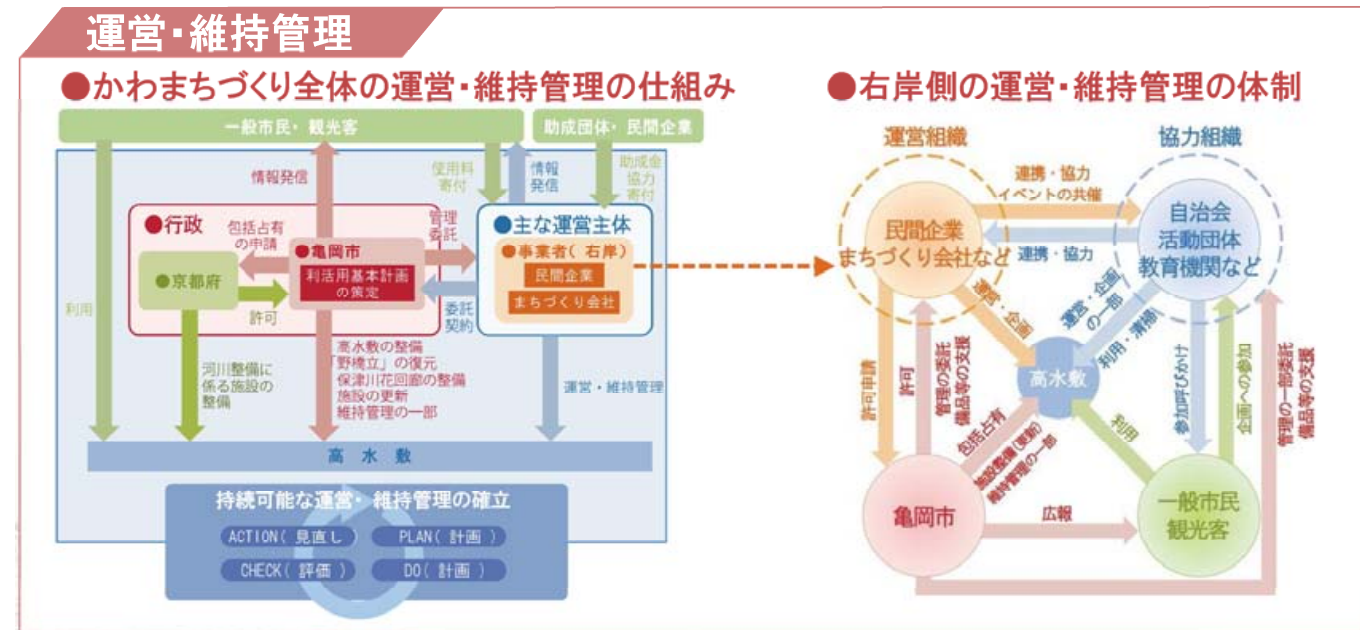 運営・維持管理
●かわまちづくり全体の運営・維持管理の仕組み
一般市民・観光客
助成団体・民間企業
情報発信
使用料
寄付
情報
発信
助成金
協力
寄付
●行政
包括占有
の申請
●亀岡市
利活用基本計画
の策定
●京都府
許可
管理
委託
委託
契約
●主な運営主体
●事業者(右岸)
民間企業
まちづくり会社
利用
河川整備に
係る施設の
整備
高水敷の整備
「野橋立」の復元
保津川花回廊の整備
施設の更新
維持管理の一部
運営・維持管理
高水敷
持続可能な運営・維持管理の確立
ACTION(見直し)
PLAN(計画)
CHECK(評価)
DO(計画)
●右岸側の運営・維持管理の体制
運営組織
協力組織
連携・協力
イベントの共催
民間企業
まちづくり会社など
連携・協力
自治会
活動団体
教育機関など
運営・企画
運営・企画
の一部
利用・清掃
高水敷
許可申請
許可
管理の委託
備品等の支援
包括占有
施設整備(更新)
維持管理の一部
利用
参加呼びかけ
企画への参加
管理の一部委託
備品等の支援
亀岡市
広報
一般市民
観光客